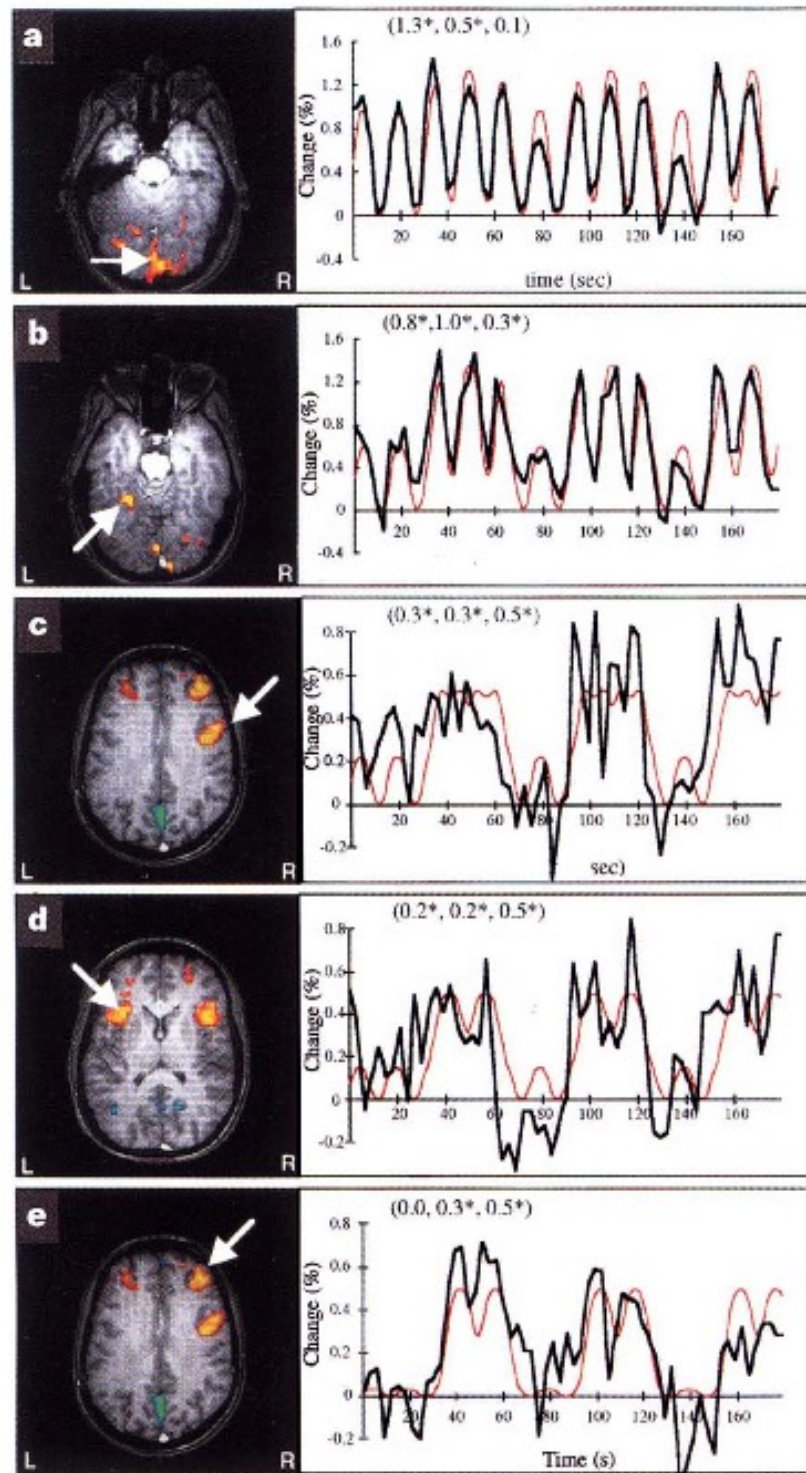 a
(1.3*, 0.5*, 0.1)
1.6
1.2
0.8
0.4
0
-0.4
Change (%)
20 40 60 80 100 120 140 160
time (sec)
L R
b
(0.8*,1.0*, 0.3*)
1.6
1.2
0.8
0.4
0
-0.4
Change (%)
20 40 60 80 100 120 140 160
L R
c
(0.3*, 0.3*, 0.5*)
0.8
0.6
0.4
0.2
0
-0.2
Change (%)
20 40 60 80 100 120 140 160
sec)
L R
d
(0.2*, 0.2*, 0.5*)
0.8
0.6
0.4
0.2
0
-0.2
Change (%)
20 40 60 80 100 120 140 160
L R
e
(0.0, 0.3*, 0.5*)
0.8
0.6
0.4
0.2
0
-0.2
Change (%)
20 40 60 80 100 120 140 160
Time (s)
L R